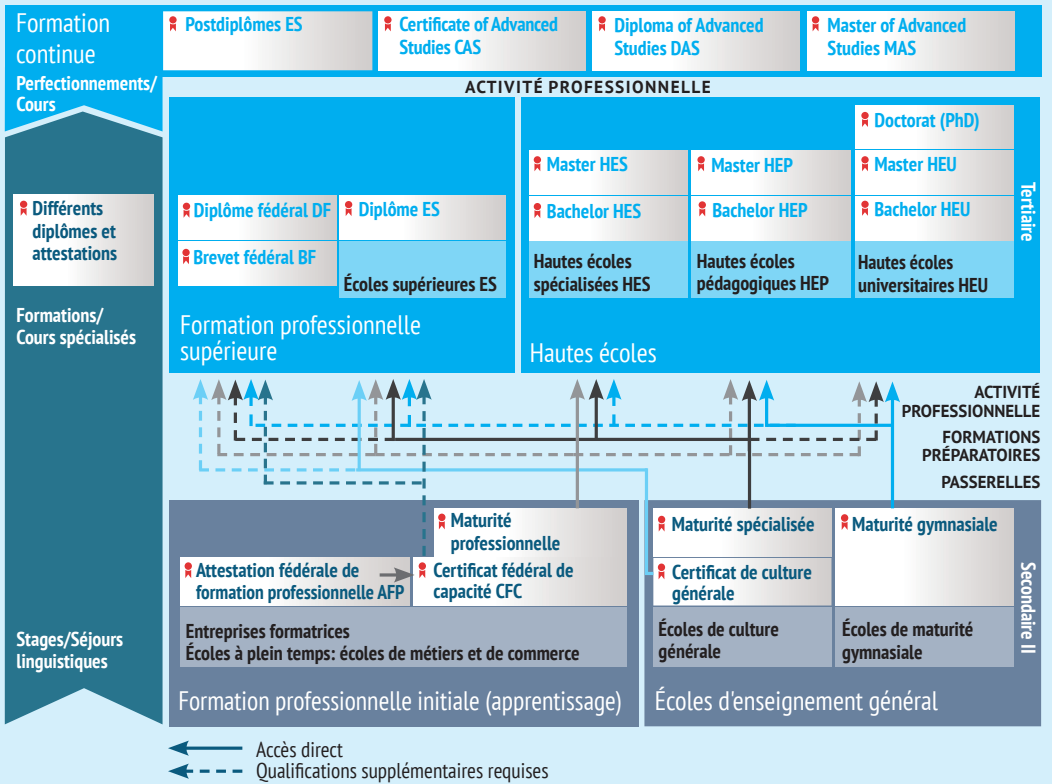 Formation
continue
Perfectionnements/
Cours
Postdiplômes ES
Certificate of Advanced
Studies CAS
Diploma of Advanced
Studies DAS
Master of Advanced
Studies MAS
ACTIVITÉ PROFESSIONNELLE
Différents
diplômes et
attestations
Formations/
Cours spécialisés
Diplôme fédéral DF
Brevet fédéral BF
Diplôme ES
Écoles supérieures ES
Formation professionnelle
supérieure
Master HES
Bachelor HES
Hautes écoles
spécialisées HES
Master HEP
Bachelor HEP
Hautes écoles
pédagogiques HEP
Doctorat (PhD)
Master HEU
Bachelor HEU
Hautes écoles
universitaires HEU
Hautes écoles
Tertiaire
ACTIVITÉ
PROFESSIONNELLE
FORMATIONS
PRÉPARATOIRES
PASSERELLES
Stages/Séjours
linguistiques
Maturité
professionnelle
Attestation fédérale de
formation professionnelle AFP
Certificat fédéral de
capacité CFC
Entreprises formatrices
Écoles à plein temps: écoles de métiers et de commerce
Formation professionnelle initiale (apprentissage)
Maturité spécialisée
Certificat de culture
générale
Écoles de culture
générale
Maturité gymnasiale
Écoles de maturité
gymnasiale
Écoles d'enseignement général
Secondaire II
Accès direct
Qualifications supplémentaires requises